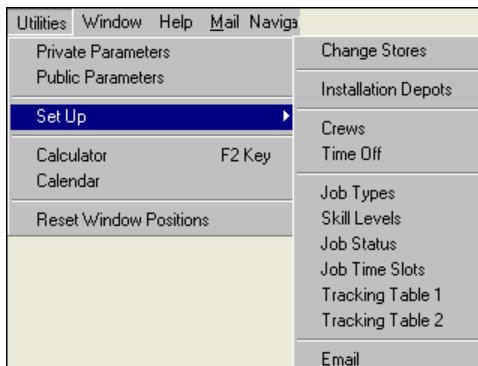 Utilities Window Help Mail Naviga
Private Parameters
Public Parameters
Set Up
Calculator F2 Key
Calendar
Reset Window Positions
Change Stores
Installation Depots
Crews
Time Off
Job Types
Skill Levels
Job Status
Job Time Slots
Tracking Table 1
Tracking Table 2
Email